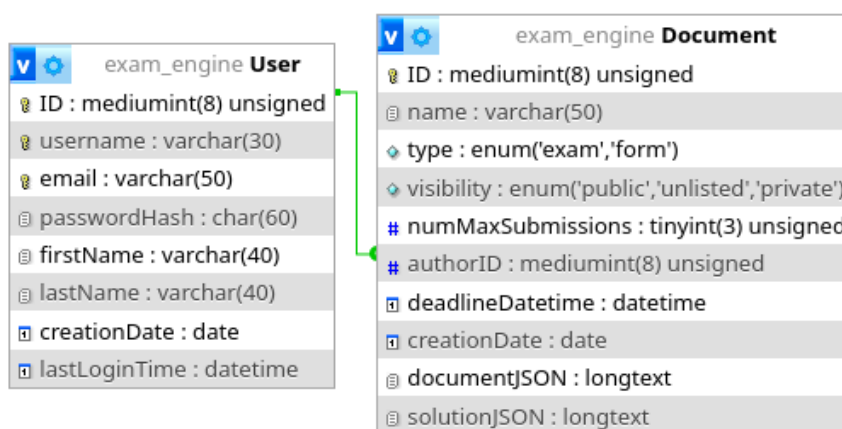 v exam_engine User
ID : mediumint(8) unsigned
username : varchar(30)
email : varchar(50)
passwordHash : char(60)
firstName : varchar(40)
lastName : varchar(40)
creationDate : date
lastLoginTime : datetime
v exam_engine Document
ID : mediumint(8) unsigned
name : varchar(50)
type : enum('exam','form')
visibility : enum('public','unlisted','private')
# numMaxSubmissions : tinyint(3) unsigned
# authorID : mediumint(8) unsigned
deadlineDatetime : datetime
creationDate : date
documentJSON : longtext
solutionJSON : longtext